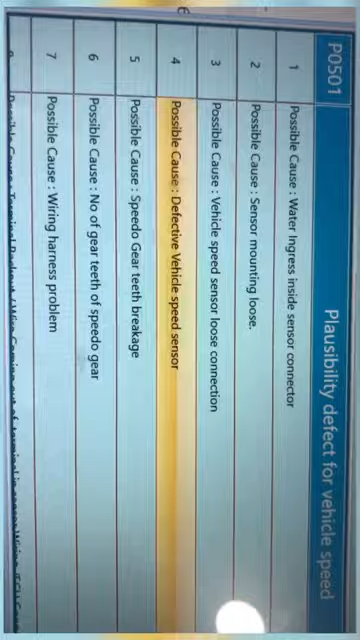 P0501 Plausibility defect for vehicle speed
1 Possible Cause : Water Ingress inside sensor connector
2 Possible Cause : Sensor mounting loose.
3 Possible Cause : Vehicle speed sensor loose connection
4 Possible Cause : Defective Vehicle speed sensor
5 Possible Cause : Speedo Gear teeth breakage
6 Possible Cause : No of gear teeth of speedo gear
7 Possible Cause : Wiring harness problem